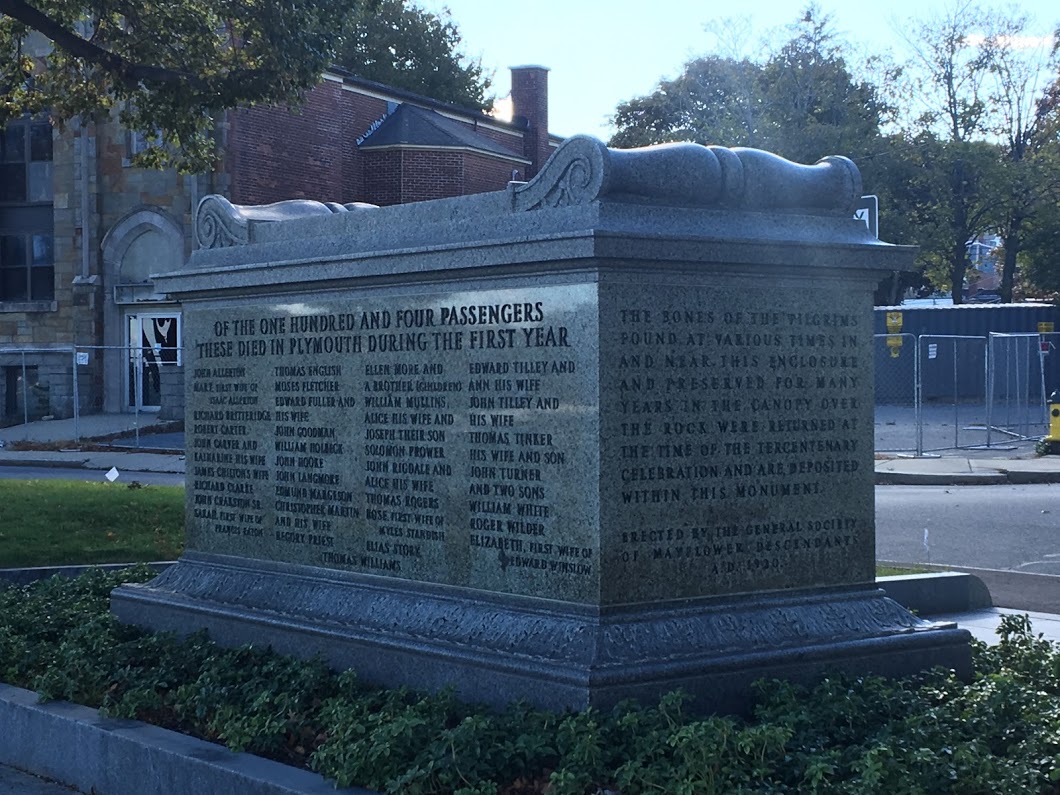 OF THE ONE HUNDRED AND FOUR PASSENGERS
THESE DIED IN PLYMOUTH DURING THE FIRST YEAR
JOHN ALLERTON
MARY, FIRST WIFE OF
ISAAC ALLERTON
RICHARD BRITTERIDGE
ROBERT CARTER
JOHN CARVER AND
KATHARINE HIS WIFE
JAMES CHILTON'S WIFE
RICHARD CLARKE
JOHN CRAKSTON SR.
SARAH, FIRST WIFE OF
FRANCIS EATON
THOMAS ENGLISH
MOSES FLETCHER
EDWARD FULLER AND
HIS WIFE
JOHN GOODMAN
WILLIAM HOLBECK
JOHN HOOKE
JOHN LANGMORE
EDMUND MARGESON
CHRISTOPHER MARTIN
AND HIS WIFE
DEGORY PRIEST
ELLEN MORE AND
A BROTHER (CHILDREN)
WILLIAM MULLINS,
ALICE HIS WIFE AND
JOSEPH THEIR SON
SOLOMON PROWER
JOHN RIGDALE AND
ALICE HIS WIFE
THOMAS ROGERS
ROSE, FIRST WIFE OF
MYLES STANDISH
ELIAS STORY
EDWARD TILLEY AND
ANN HIS WIFE
JOHN TILLEY AND
HIS WIFE
THOMAS TINKER
HIS WIFE AND SON
JOHN TURNER
AND TWO SONS
WILLIAM WHITE
ROGER WILDER
ELIZABETH, FIRST WIFE OF
EDWARD WINSLOW
THOMAS WILLIAMS
THE BONES OF THE PILGRIMS
FOUND AT VARIOUS TIMES IN
AND NEAR THIS ENCLOSURE
AND PRESERVED FOR MANY
YEARS IN THE CANOPY OVER
THE ROCK WERE RETURNED AT
THE TIME OF THE TERCENTENARY
CELEBRATION AND ARE DEPOSITED
WITHIN THIS MONUMENT.
ERECTED BY THE GENERAL SOCIETY
OF MAYFLOWER DESCENDANTS
A.D. 1920.